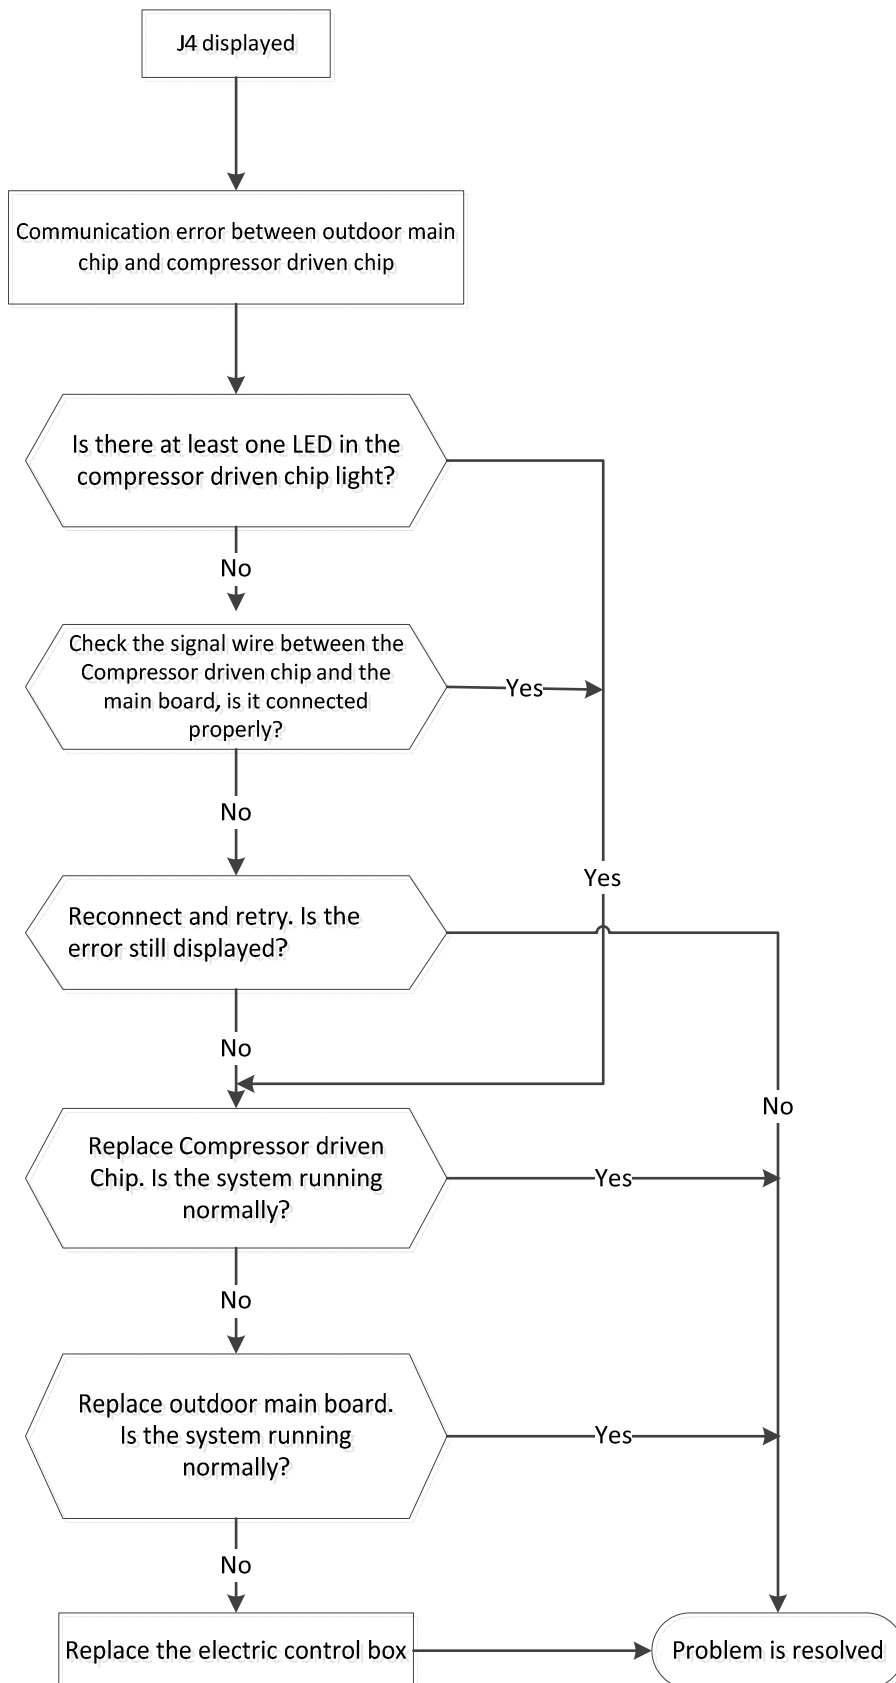 J4 displayed
Communication error between outdoor main
chip and compressor driven chip
Is there at least one LED in the
compressor driven chip light?
No
Check the signal wire between the
Compressor driven chip and the
main board, is it connected
properly?
Yes
No
Yes
Reconnect and retry. Is the
error still displayed?
No
No
Replace Compressor driven
Chip. Is the system running
normally?
Yes
No
Replace outdoor main board.
Is the system running
normally?
Yes
No
Replace the electric control box
Problem is resolved